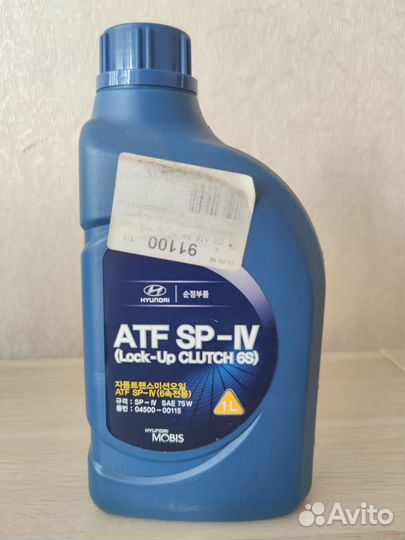 91100
HYUNDAI
순정부품
ATF SP-IV
(Lock-Up CLUTCH 6S)
자동트랜스미션오일
ATF SP-IV(6속전용)
규격 : SP-IV SAE 75W
품번 : 04500-00115
1L
HYUNDAI
MOBIS
Avito